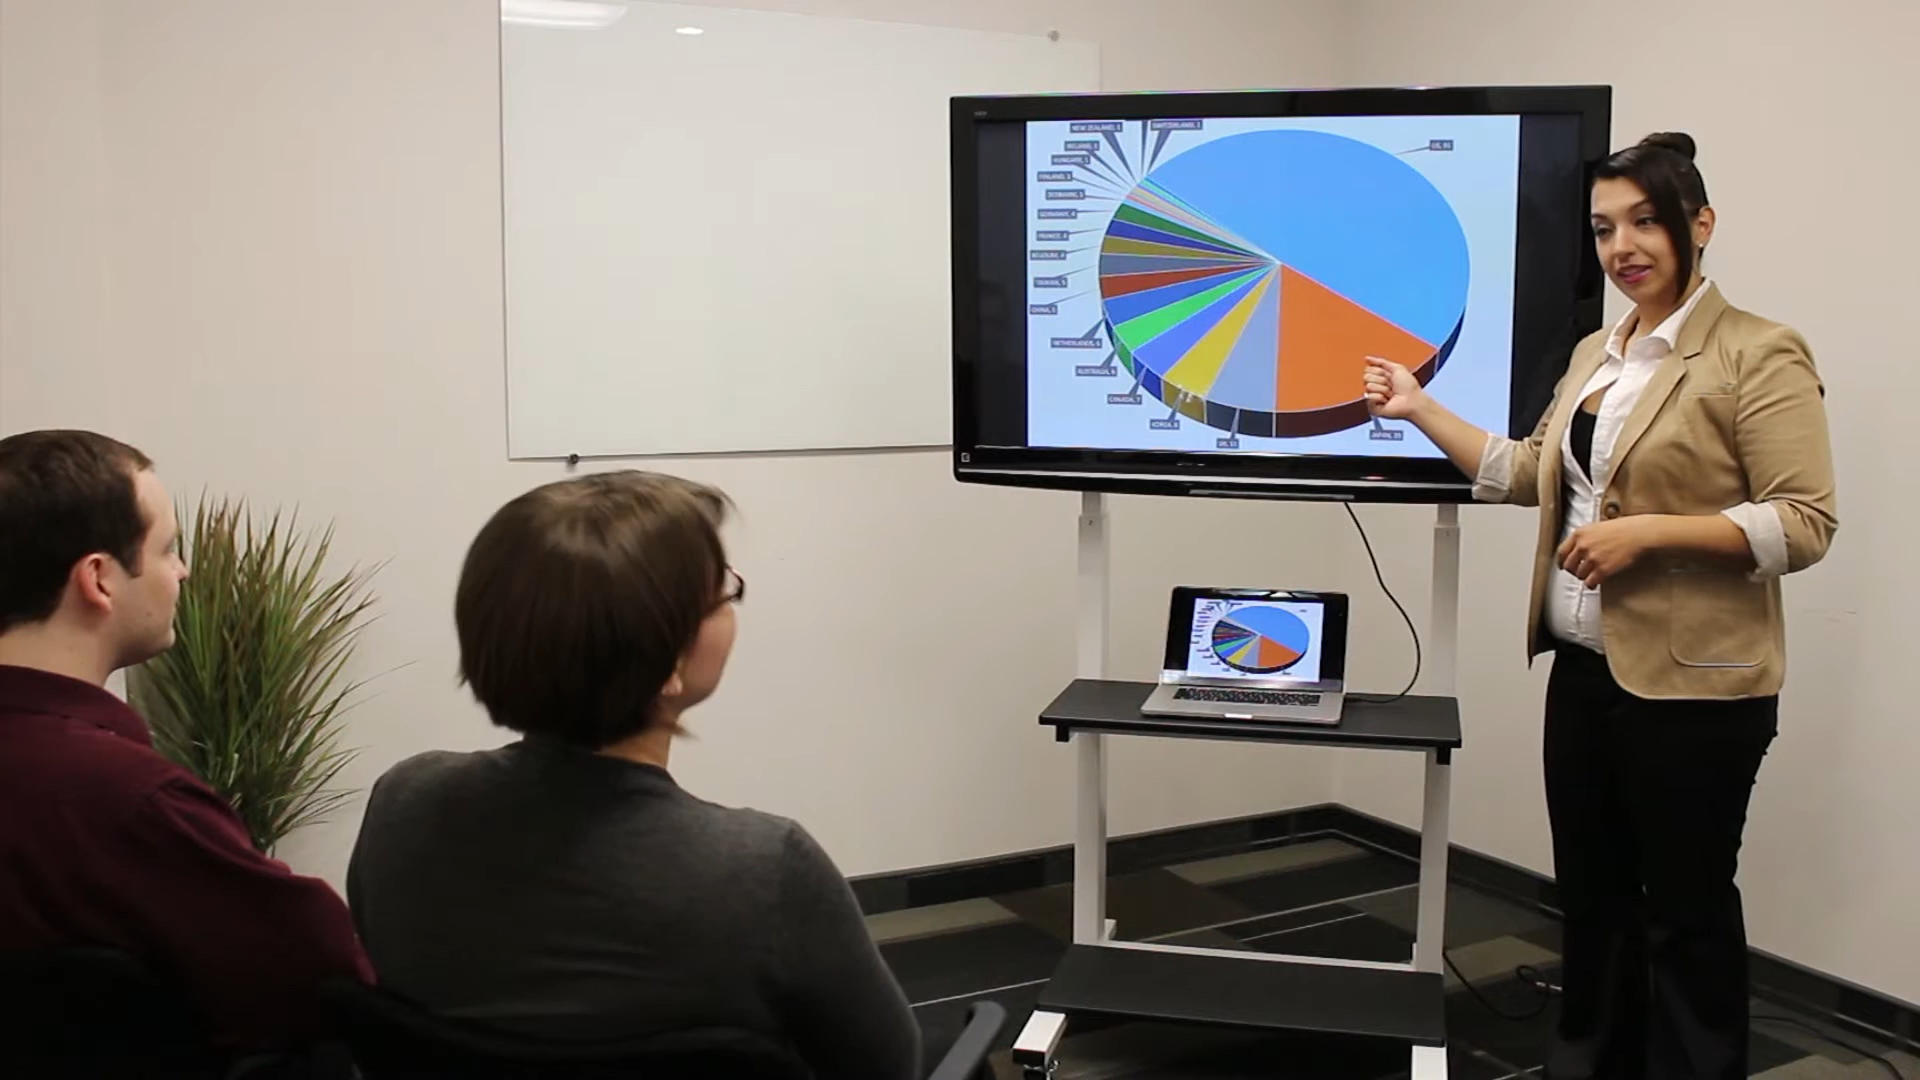 NEW ZEALAND, 1
SWITZERLAND, 1
IRELAND, 1
HUNGARY, 1
FINLAND, 1
DENMARK, 1
GERMANY, 4
FRANCE, 4
BELGIUM, 4
TAIWAN, 5
CHINA, 5
NETHERLANDS, 6
AUSTRALIA, 6
CANADA, 7
KOREA, 8
UK, 11
JAPAN, 25
US,